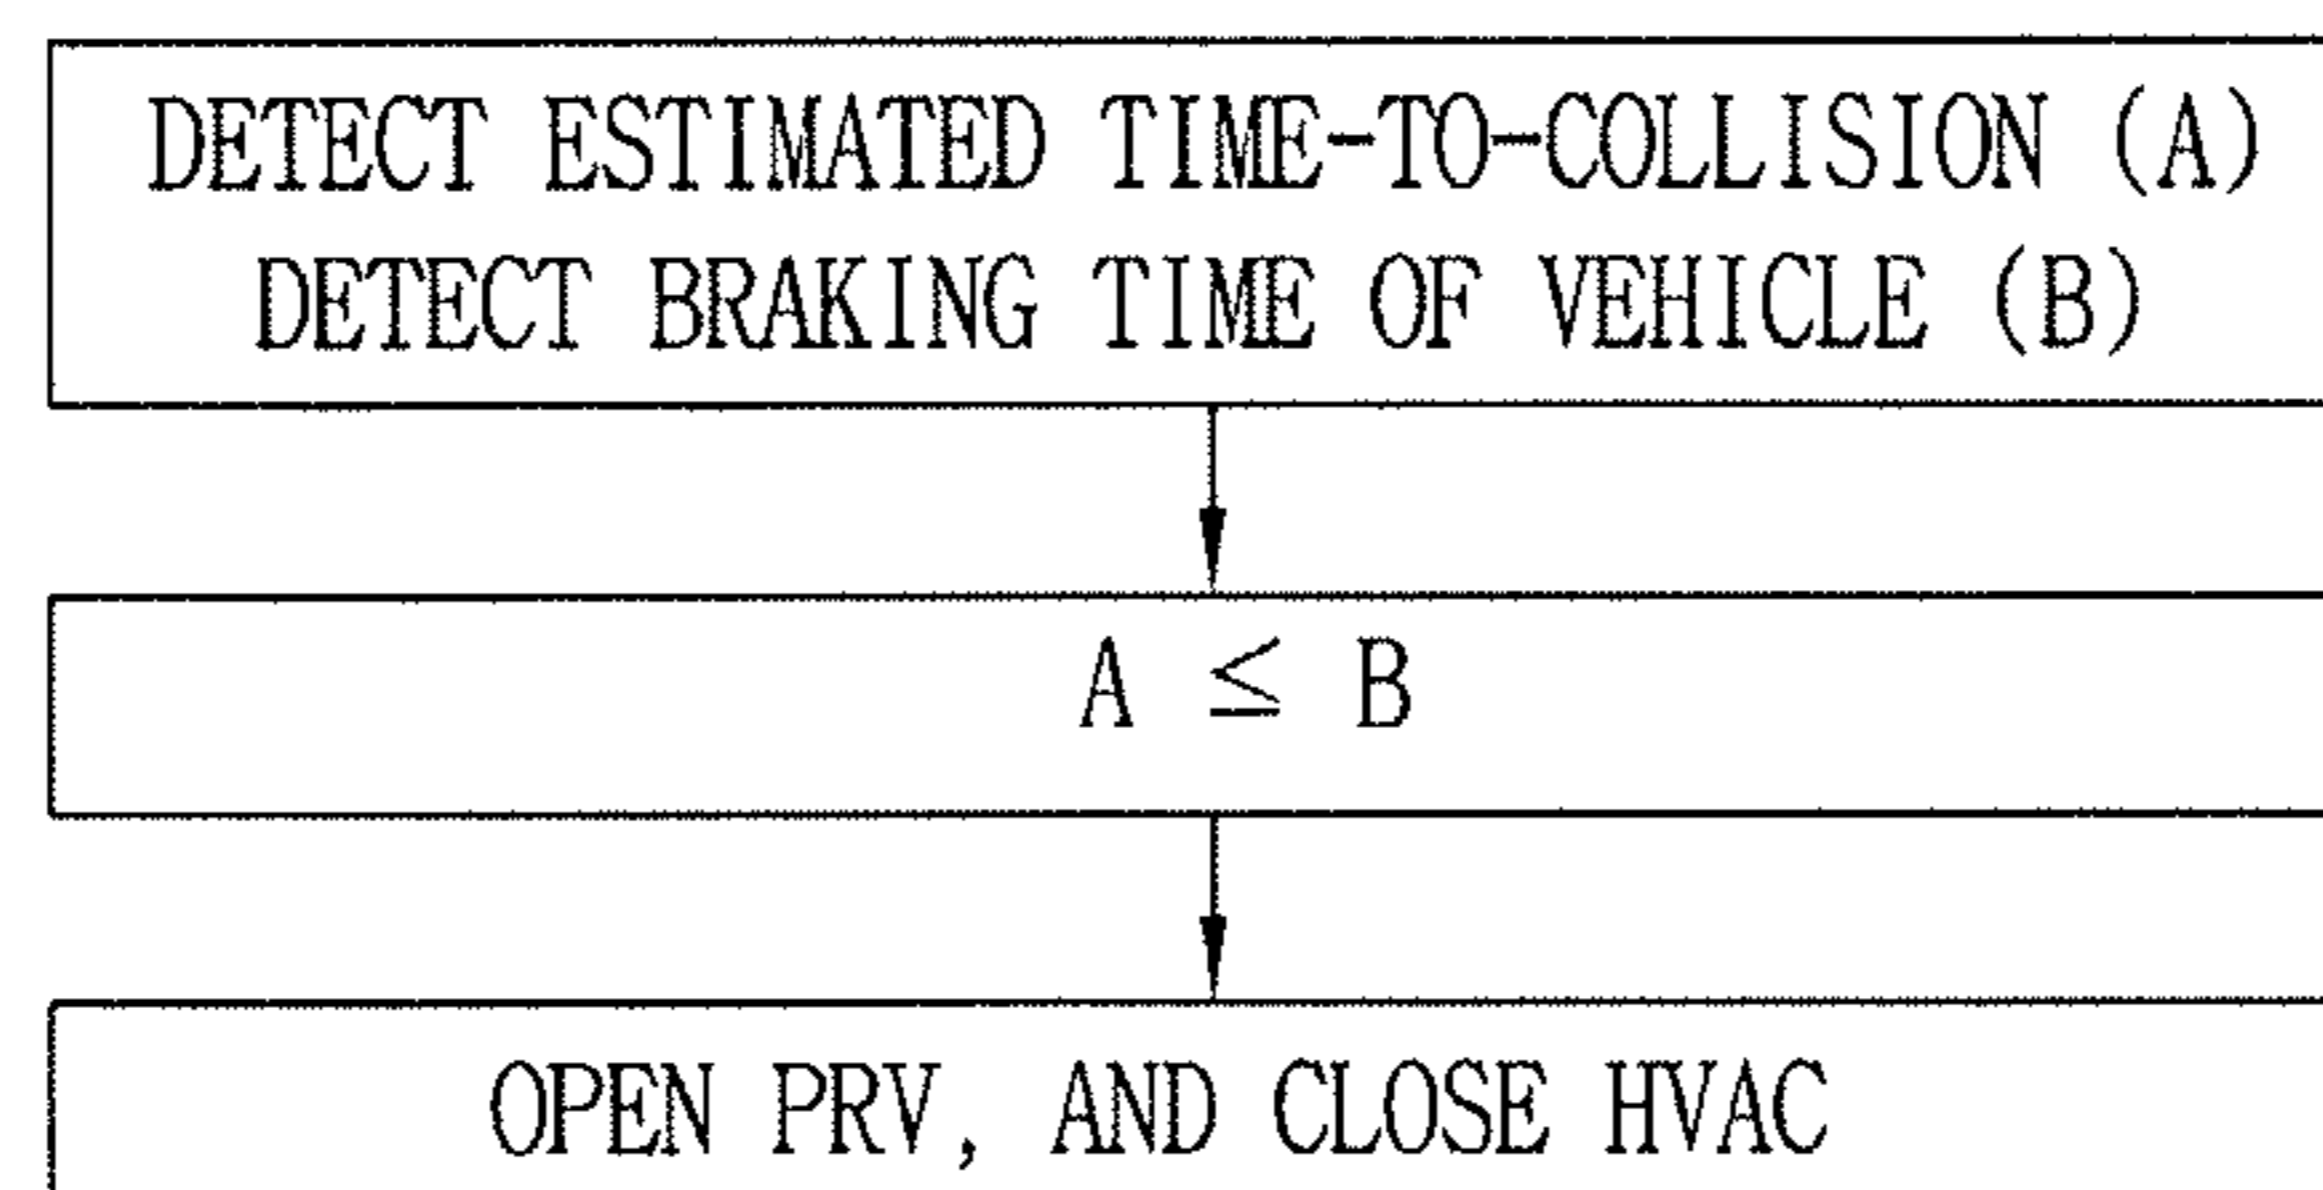 DETECT ESTIMATED TIME-TO-COLLISION (A)
DETECT BRAKING TIME OF VEHICLE (B)
A ≤ B
OPEN PRV, AND CLOSE HVAC